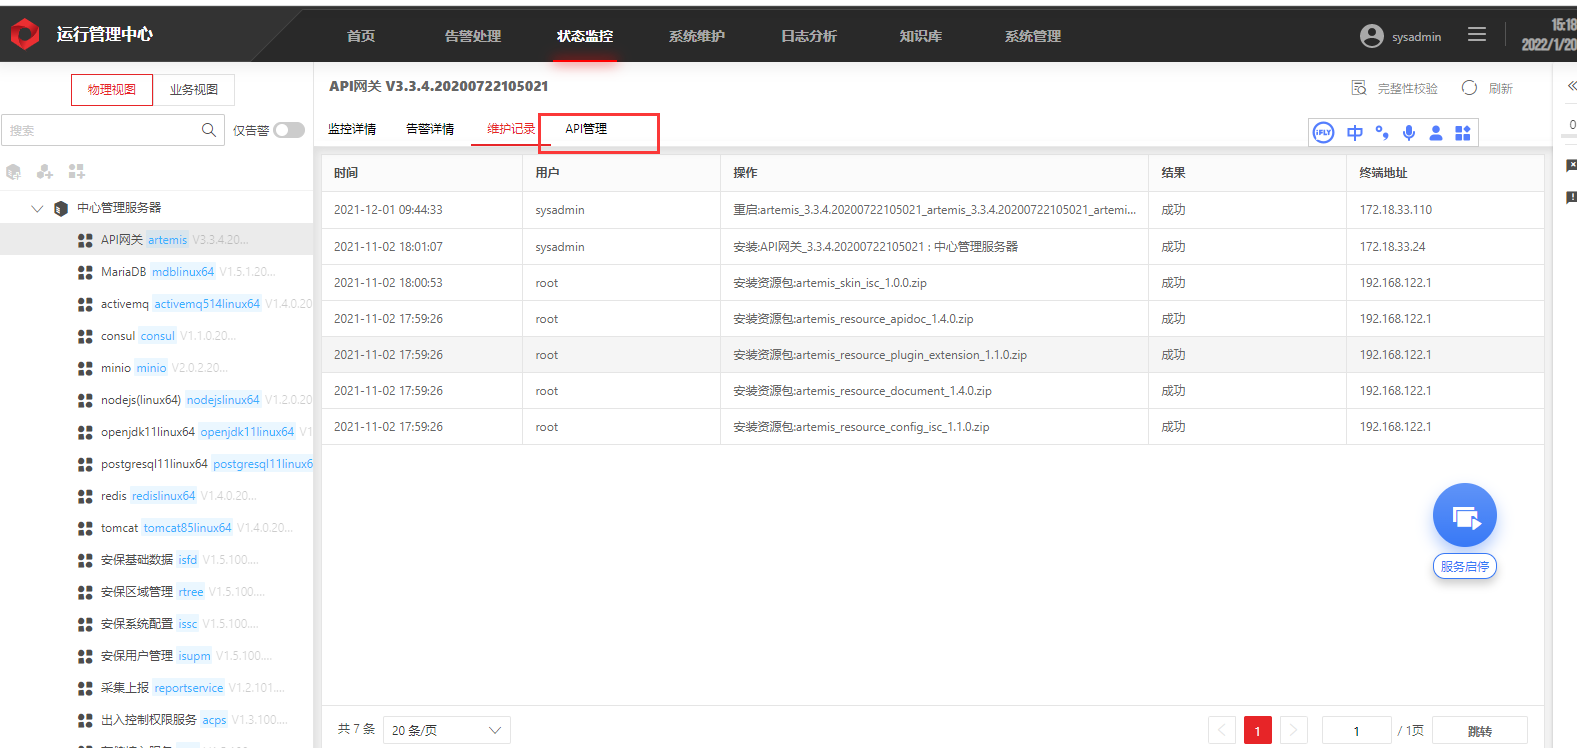 运行管理中心
首页 告警处理 状态监控 系统维护 日志分析 知识库 系统管理
sysadmin
15:18
2022/1/20
物理视图 业务视图
搜索
仅告警
中心管理服务器
API网关 artemis V3.3.4.20...
MariaDB mdblinux64 V1.5.1.20...
activemq activemq514linux64 V1.4.0.20
consul consul V1.1.0.20...
minio minio V2.0.2.20...
nodejs(linux64) nodejslinux64 V1.2.0.20
openjdk11linux64 openjdk11linux64 V1
postgresql11linux64 postgresql11linux6
redis redislinux64 V1.4.0.20...
tomcat tomcat85linux64 V1.4.0.20...
安保基础数据 isfd V1.5.100....
安保区域管理 rtree V1.5.100....
安保系统配置 issc V1.5.100....
安保用户管理 isupm V1.5.100....
采集上报 reportservice V1.2.101....
出入控制权限服务 acps V1.3.100....
API网关 V3.3.4.20200722105021
完整性校验 刷新
监控详情 告警详情 维护记录 API管理
iFLY 中
0
时间 用户 操作 结果 终端地址
2021-12-01 09:44:33 sysadmin 重启:artemis_3.3.4.20200722105021_artemis_3.3.4.20200722105021_artemi... 成功 172.18.33.110
2021-11-02 18:01:07 sysadmin 安装:API网关_3.3.4.20200722105021 : 中心管理服务器 成功 172.18.33.24
2021-11-02 18:00:53 root 安装资源包:artemis_skin_isc_1.0.0.zip 成功 192.168.122.1
2021-11-02 17:59:26 root 安装资源包:artemis_resource_apidoc_1.4.0.zip 成功 192.168.122.1
2021-11-02 17:59:26 root 安装资源包:artemis_resource_plugin_extension_1.1.0.zip 成功 192.168.122.1
2021-11-02 17:59:26 root 安装资源包:artemis_resource_document_1.4.0.zip 成功 192.168.122.1
2021-11-02 17:59:26 root 安装资源包:artemis_resource_config_isc_1.1.0.zip 成功 192.168.122.1
服务启停
共 7 条 20 条/页
1 1 / 1页 跳转